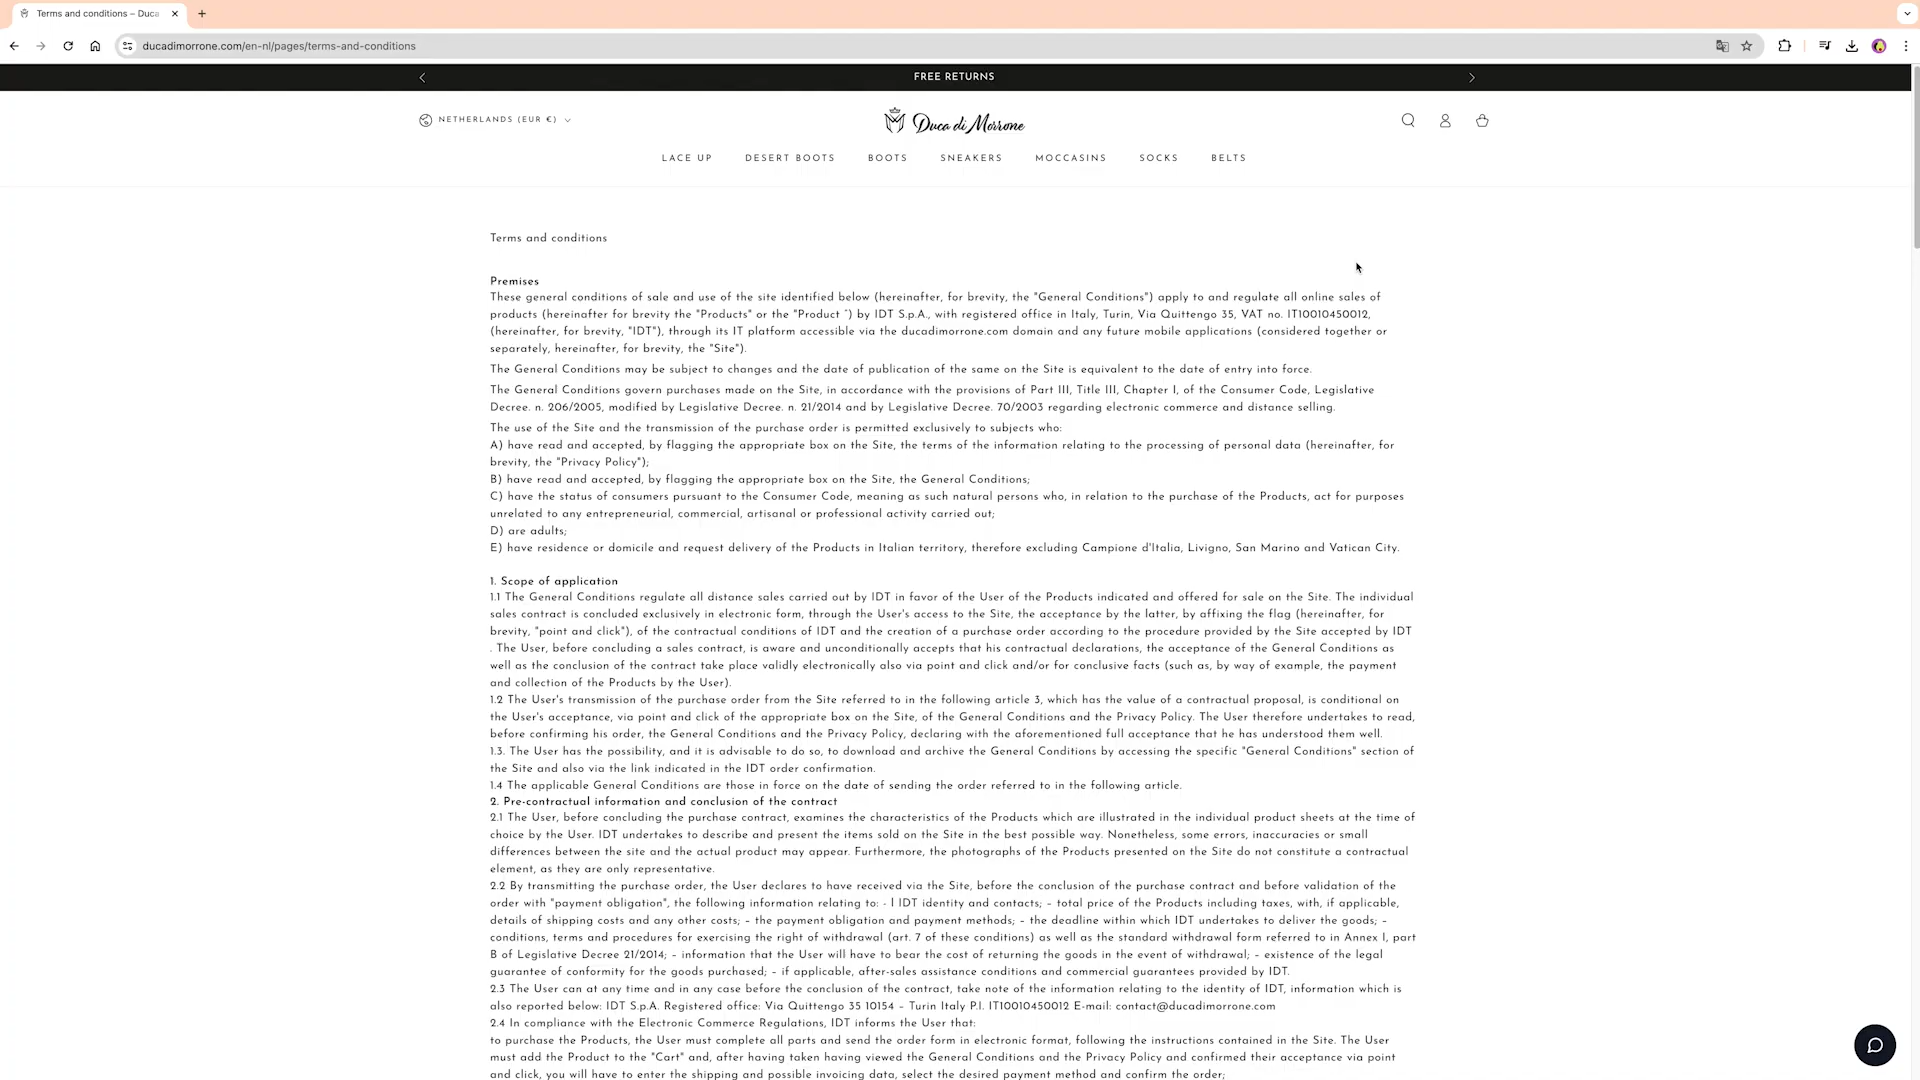 Terms and conditions – Duca
ducadimorrone.com/en-nl/pages/terms-and-conditions
FREE RETURNS
NETHERLANDS (EUR €)
Duca di Morrone
LACE UP DESERT BOOTS BOOTS SNEAKERS MOCCASINS SOCKS BELTS
Terms and conditions
Premises
These general conditions of sale and use of the site identified below (hereinafter, for brevity, the "General Conditions") apply to and regulate all online sales of
products (hereinafter for brevity the "Products" or the "Product ") by IDT S.p.A., with registered office in Italy, Turin, Via Quittengo 35, VAT no. IT10010450012,
(hereinafter, for brevity, "IDT"), through its IT platform accessible via the ducadimorrone.com domain and any future mobile applications (considered together or
separately, hereinafter, for brevity, the "Site").
The General Conditions may be subject to changes and the date of publication of the same on the Site is equivalent to the date of entry into force.
The General Conditions govern purchases made on the Site, in accordance with the provisions of Part III, Title III, Chapter I, of the Consumer Code, Legislative
Decree. n. 206/2005, modified by Legislative Decree. n. 21/2014 and by Legislative Decree. 70/2003 regarding electronic commerce and distance selling.
The use of the Site and the transmission of the purchase order is permitted exclusively to subjects who:
A) have read and accepted, by flagging the appropriate box on the Site, the terms of the information relating to the processing of personal data (hereinafter, for
brevity, the "Privacy Policy");
B) have read and accepted, by flagging the appropriate box on the Site, the General Conditions;
C) have the status of consumers pursuant to the Consumer Code, meaning as such natural persons who, in relation to the purchase of the Products, act for purposes
unrelated to any entrepreneurial, commercial, artisanal or professional activity carried out;
D) are adults;
E) have residence or domicile and request delivery of the Products in Italian territory, therefore excluding Campione d'Italia, Livigno, San Marino and Vatican City.
1. Scope of application
1.1 The General Conditions regulate all distance sales carried out by IDT in favor of the User of the Products indicated and offered for sale on the Site. The individual
sales contract is concluded exclusively in electronic form, through the User's access to the Site, the acceptance by the latter, by affixing the flag (hereinafter, for
brevity, "point and click"), of the contractual conditions of IDT and the creation of a purchase order according to the procedure provided by the Site accepted by IDT
. The User, before concluding a sales contract, is aware and unconditionally accepts that his contractual declarations, the acceptance of the General Conditions as
well as the conclusion of the contract take place validly electronically also via point and click and/or for conclusive facts (such as, by way of example, the payment
and collection of the Products by the User).
1.2 The User's transmission of the purchase order from the Site referred to in the following article 3, which has the value of a contractual proposal, is conditional on
the User's acceptance, via point and click of the appropriate box on the Site, of the General Conditions and the Privacy Policy. The User therefore undertakes to read,
before confirming his order, the General Conditions and the Privacy Policy, declaring with the aforementioned full acceptance that he has understood them well.
1.3. The User has the possibility, and it is advisable to do so, to download and archive the General Conditions by accessing the specific "General Conditions" section of
the Site and also via the link indicated in the IDT order confirmation.
1.4 The applicable General Conditions are those in force on the date of sending the order referred to in the following article.
2. Pre-contractual information and conclusion of the contract
2.1 The User, before concluding the purchase contract, examines the characteristics of the Products which are illustrated in the individual product sheets at the time of
choice by the User. IDT undertakes to describe and present the items sold on the Site in the best possible way. Nonetheless, some errors, inaccuracies or small
differences between the site and the actual product may appear. Furthermore, the photographs of the Products presented on the Site do not constitute a contractual
element, as they are only representative.
2.2 By transmitting the purchase order, the User declares to have received via the Site, before the conclusion of the purchase contract and before validation of the
order with "payment obligation", the following information relating to: - l IDT identity and contacts; – total price of the Products including taxes, with, if applicable,
details of shipping costs and any other costs; – the payment obligation and payment methods; – the deadline within which IDT undertakes to deliver the goods; –
conditions, terms and procedures for exercising the right of withdrawal (art. 7 of these conditions) as well as the standard withdrawal form referred to in Annex I, part
B of Legislative Decree 21/2014; – information that the User will have to bear the cost of returning the goods in the event of withdrawal; – existence of the legal
guarantee of conformity for the goods purchased; – if applicable, after-sales assistance conditions and commercial guarantees provided by IDT.
2.3 The User can at any time and in any case before the conclusion of the contract, take note of the information relating to the identity of IDT, information which is
also reported below: IDT S.p.A. Registered office: Via Quittengo 35 10154 – Turin Italy P.I. IT10010450012 E-mail: contact@ducadimorrone.com
2.4 In compliance with the Electronic Commerce Regulations, IDT informs the User that:
to purchase the Products, the User must complete all parts and send the order form in electronic format, following the instructions contained in the Site. The User
must add the Product to the "Cart" and, after having taken having viewed the General Conditions and the Privacy Policy and confirmed their acceptance via point
and click, you will have to enter the shipping and possible invoicing data, select the desired payment method and confirm the order;